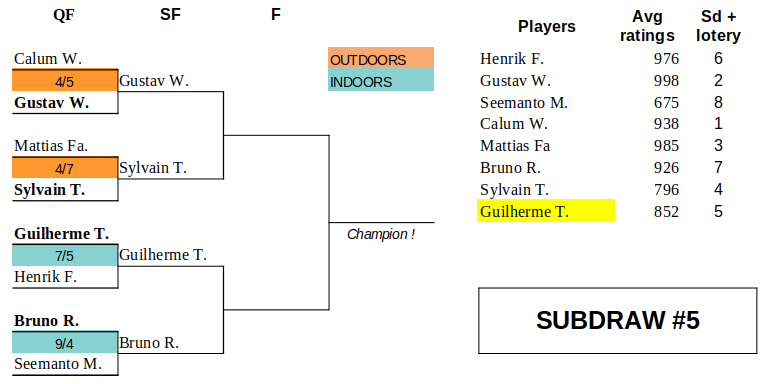 QF SF F
Calum W.
4/5 Gustav W.
Gustav W.
Mattias Fa.
4/7 Sylvain T.
Sylvain T.
Guilherme T.
7/5 Guilherme T.
Henrik F.
Bruno R.
9/4 Bruno R.
Seemanto M.
Champion !
OUTDOORS
INDOORS
Players Avg ratings Sd + lotery
Henrik F. 976 6
Gustav W. 998 2
Seemanto M. 675 8
Calum W. 938 1
Mattias Fa 985 3
Bruno R. 926 7
Sylvain T. 796 4
Guilherme T. 852 5
SUBDRAW #5